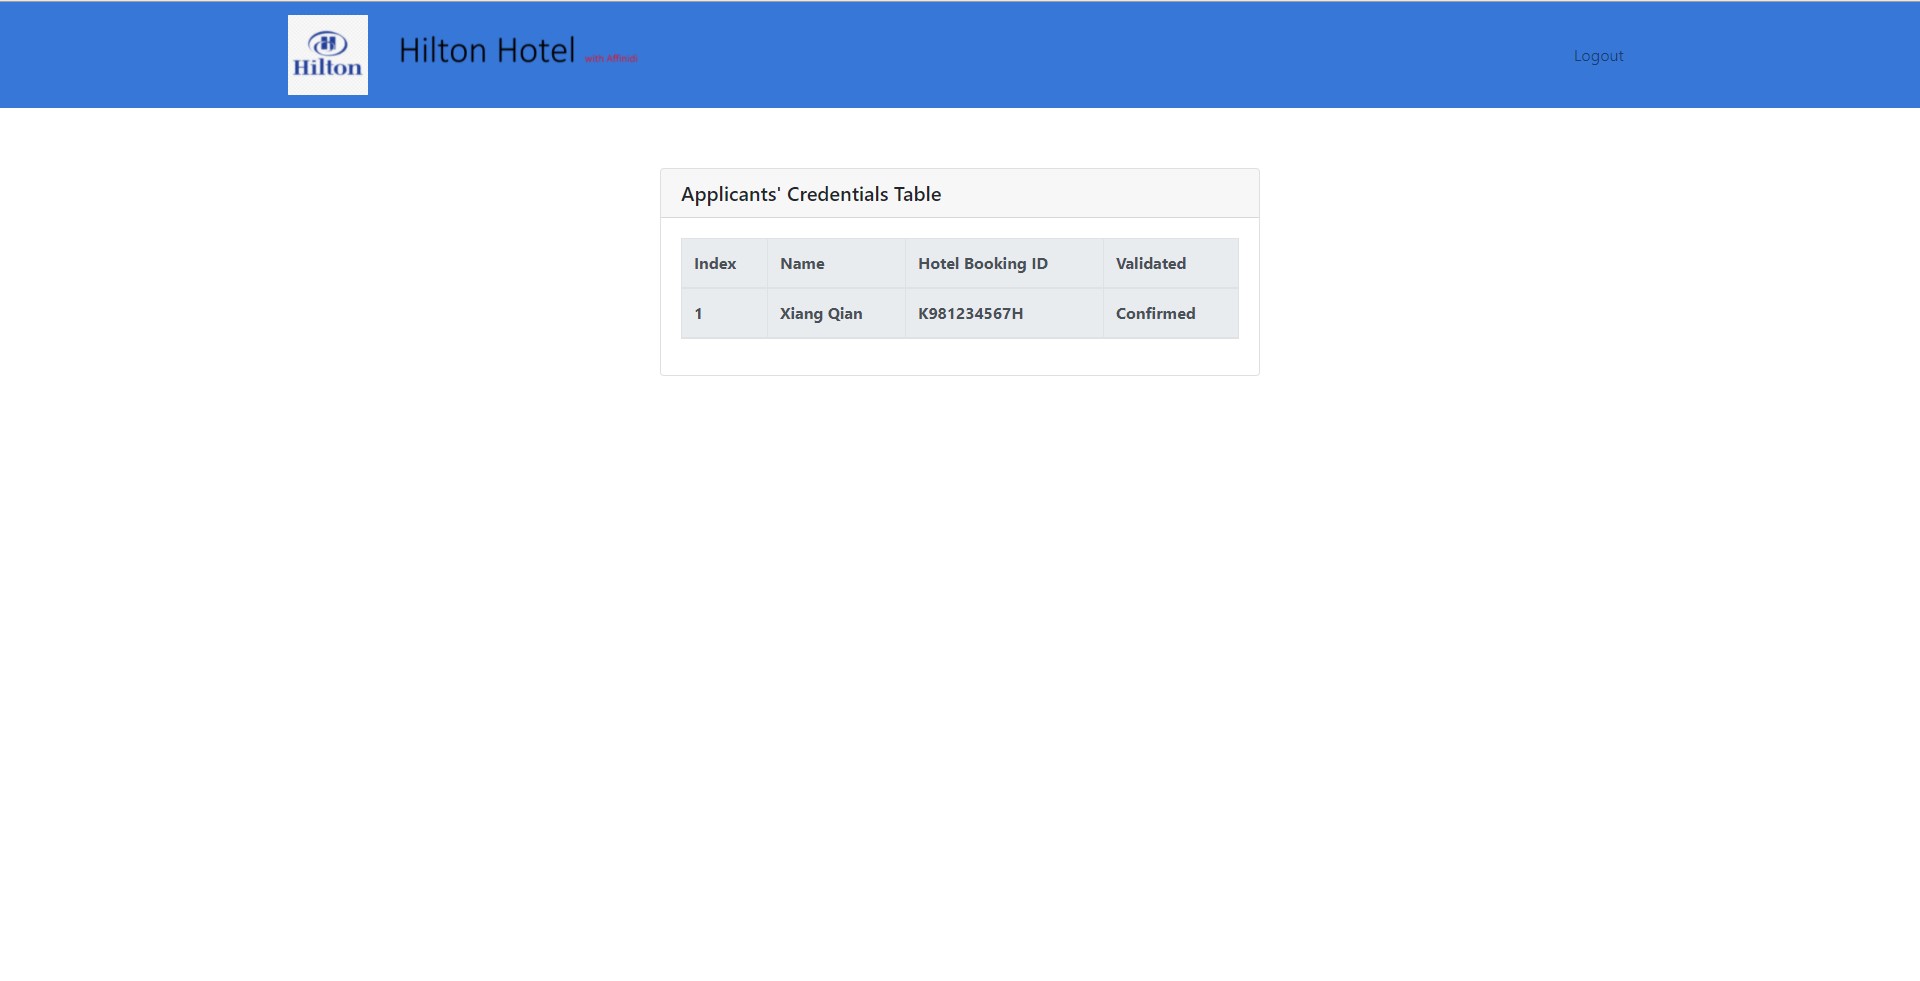 Hilton
Hilton Hotel with Affinidi
Logout
Applicants' Credentials Table
Index Name Hotel Booking ID Validated
1 Xiang Qian K981234567H Confirmed